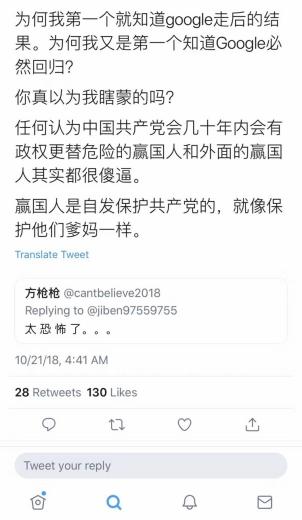 为何我第一个就知道google走后的结
果。为何我又是第一个知道Google必
然回归?
你真以为我瞎蒙的吗?
任何认为中国共产党会几十年内会有
政权更替危险的赢国人和外面的赢国
人其实都很傻逼。
赢国人是自发保护共产党的，就像保
护他们爹妈一样。
Translate Tweet
方枪枪 @cantbelieve2018
Replying to @jiben97559755
太 恐 怖 了。。。
10/21/18, 4:41 AM
28 Retweets 130 Likes
Tweet your reply